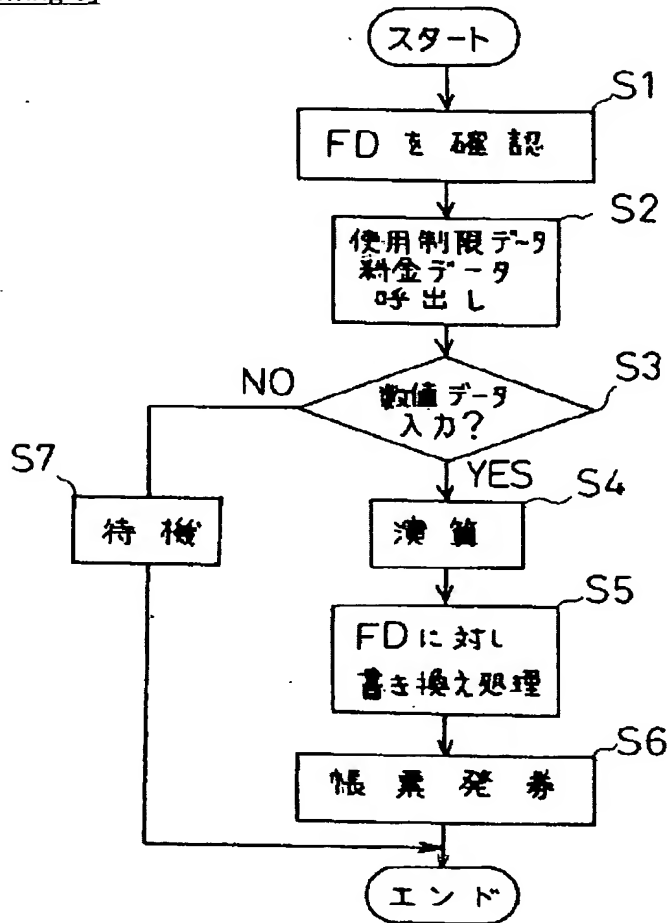 スタート
S1
FDを確認
S2
使用制限データ
料金データ
呼出し
S3
数値データ
入力?
NO
YES
S7
待機
S4
演算
S5
FDに対し
書き換え処理
S6
帳票発券
エンド